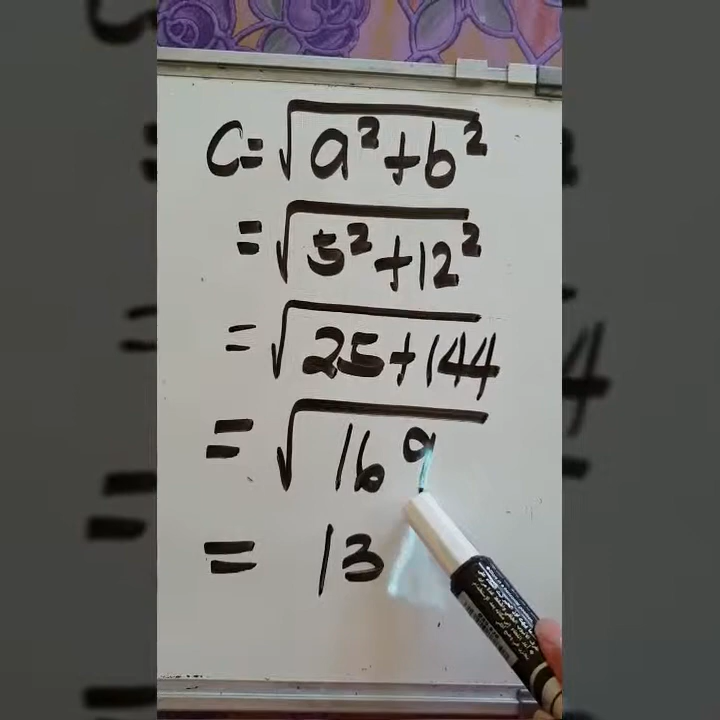 c=√a²+b²
=√5²+12²
=√25+144
=√169
= 13